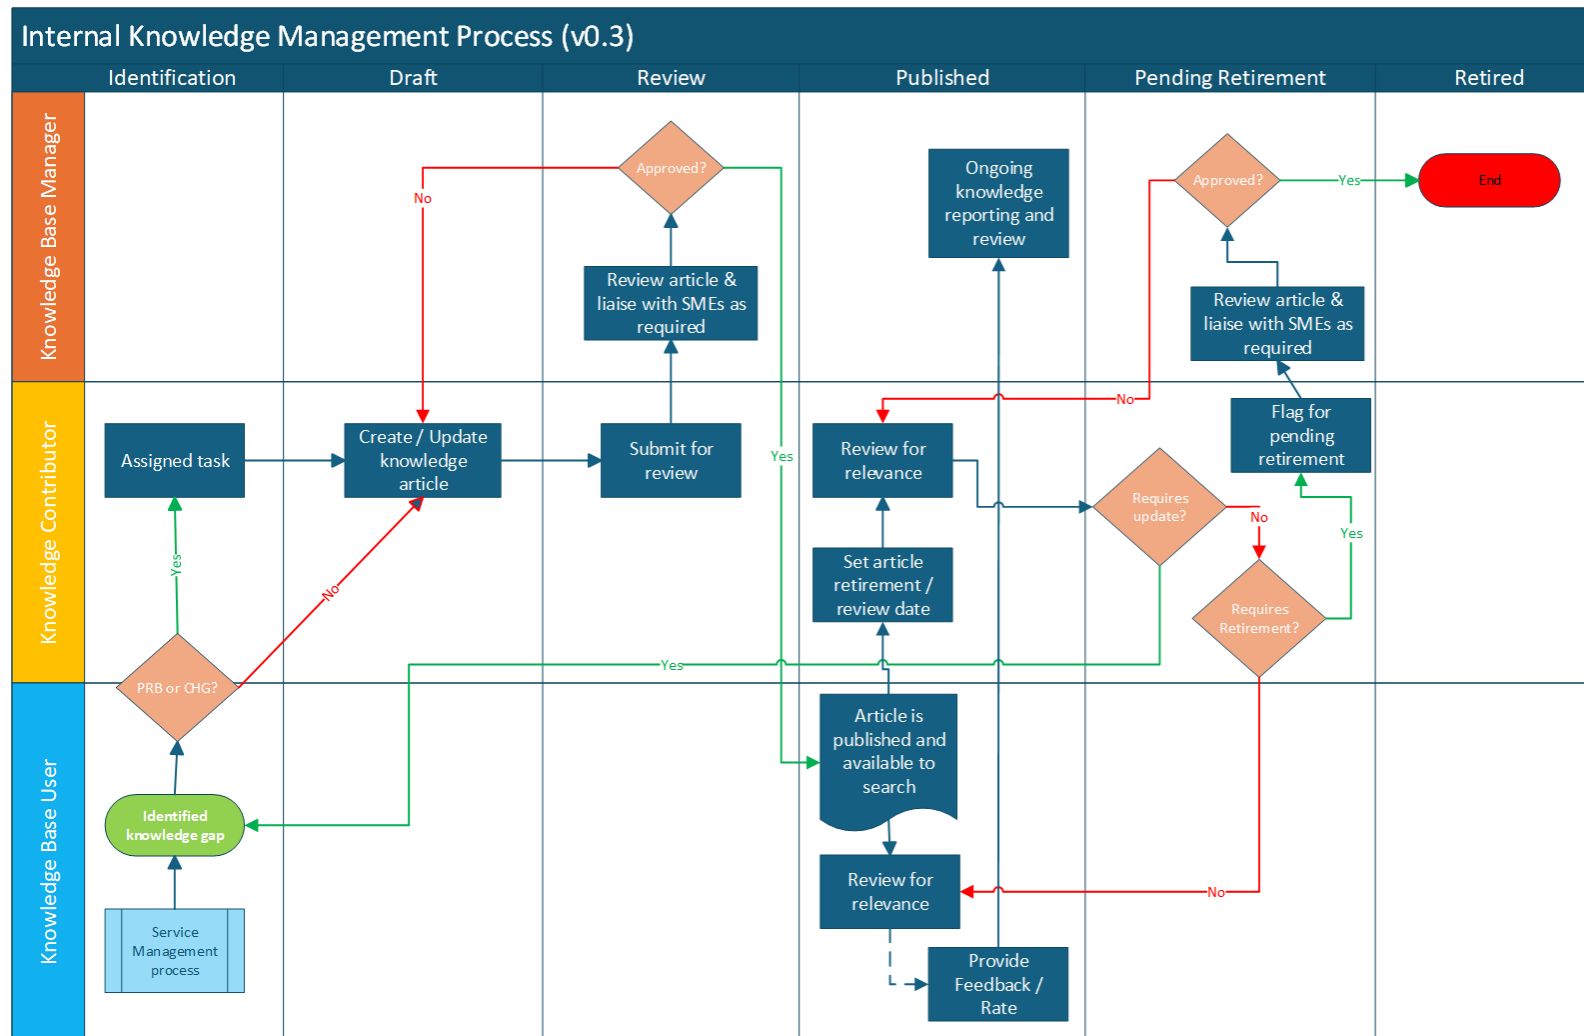 Internal Knowledge Management Process (v0.3)
Identification
Draft
Review
Published
Pending Retirement
Retired
Knowledge Base Manager
Approved?
No
Review article &
liaise with SMEs as
required
Ongoing
knowledge
reporting and
review
Approved?
Yes
End
Review article &
liaise with SMEs as
required
No
Knowledge Contributor
Assigned task
Create / Update
knowledge
article
Submit for
review
Yes
Review for
relevance
Flag for
pending
retirement
Requires
update?
No
Yes
Yes
No
Set article
retirement /
review date
Requires
Retirement?
Yes
PRB or CHG?
Knowledge Base User
Article is
published and
available to
search
Identified
knowledge gap
Review for
relevance
No
Service
Management
process
Provide
Feedback /
Rate